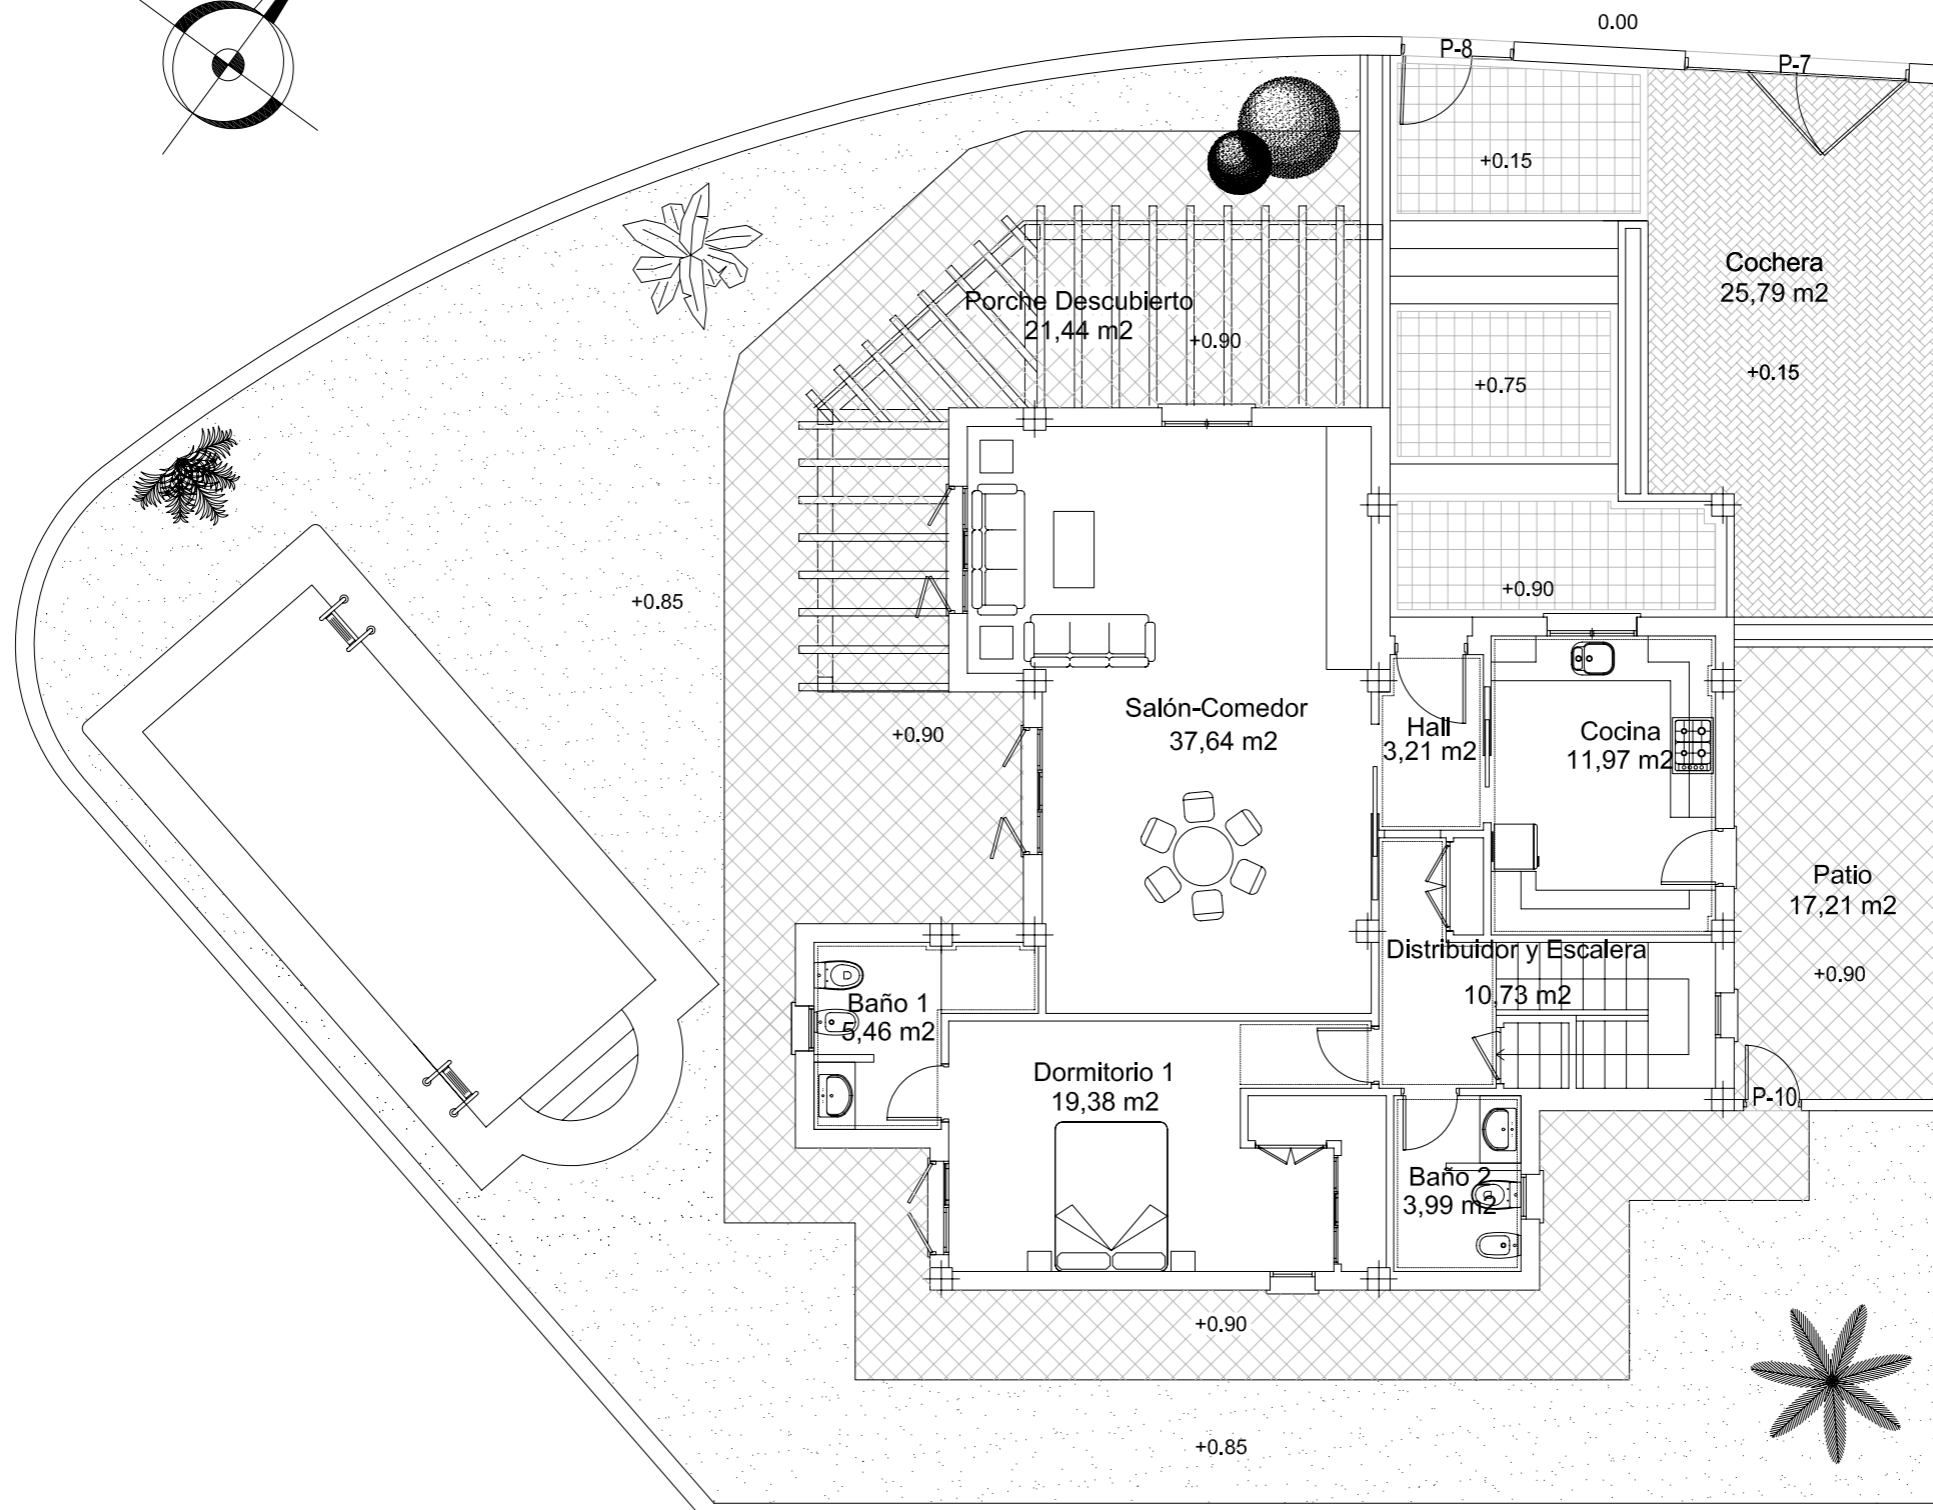 0.00
P-8
P-7
+0.15
Cochera
25,79 m2
Porche Descubierto
21,44 m2
+0.90
+0.15
+0.75
+0.90
+0.85
Salón-Comedor
37,64 m2
Hall
3,21 m2
Cocina
11,97 m2
+0.90
Patio
17,21 m2
+0.90
Distribuidor y Escalera
10,73 m2
Baño 1
5,46 m2
Dormitorio 1
19,38 m2
P-10
Baño 2
3,99 m2
+0.90
+0.85